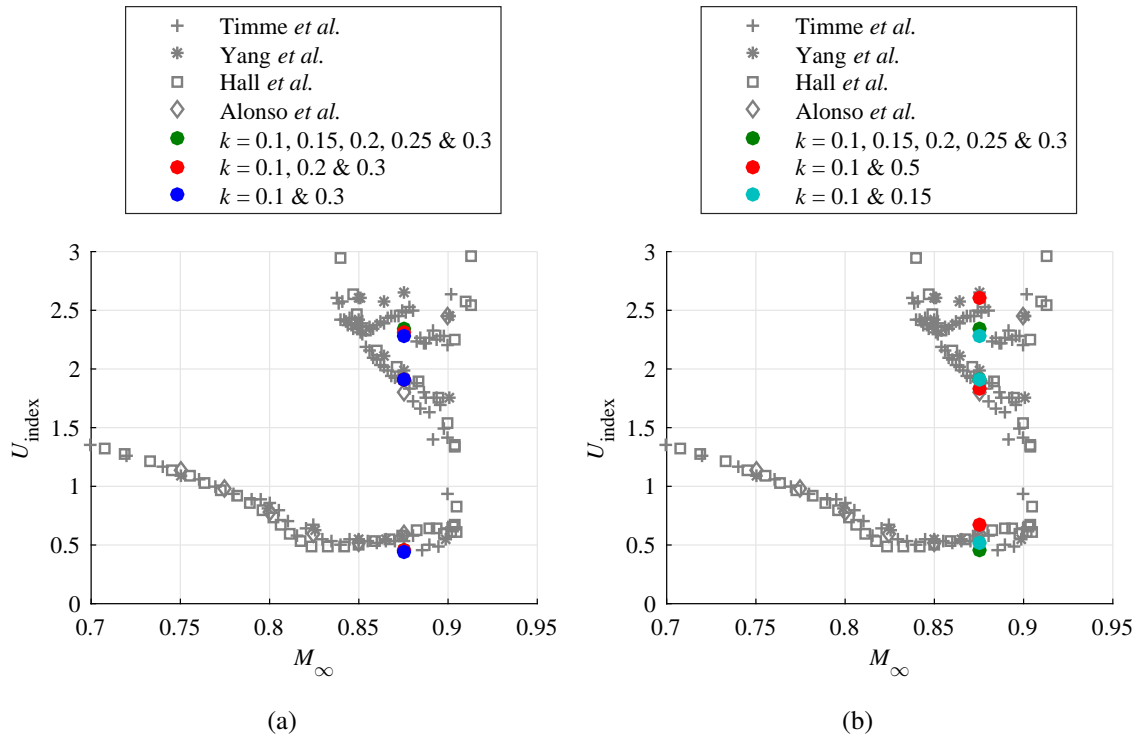 Timme et al.
Yang et al.
Hall et al.
Alonso et al.
k = 0.1, 0.15, 0.2, 0.25 & 0.3
k = 0.1, 0.2 & 0.3
k = 0.1 & 0.3
3
2.5
2
1.5
1
0.5
0
U_index
0.7 0.75 0.8 0.85 0.9 0.95
M_∞
(a)
Timme et al.
Yang et al.
Hall et al.
Alonso et al.
k = 0.1, 0.15, 0.2, 0.25 & 0.3
k = 0.1 & 0.5
k = 0.1 & 0.15
3
2.5
2
1.5
1
0.5
0
U_index
0.7 0.75 0.8 0.85 0.9 0.95
M_∞
(b)